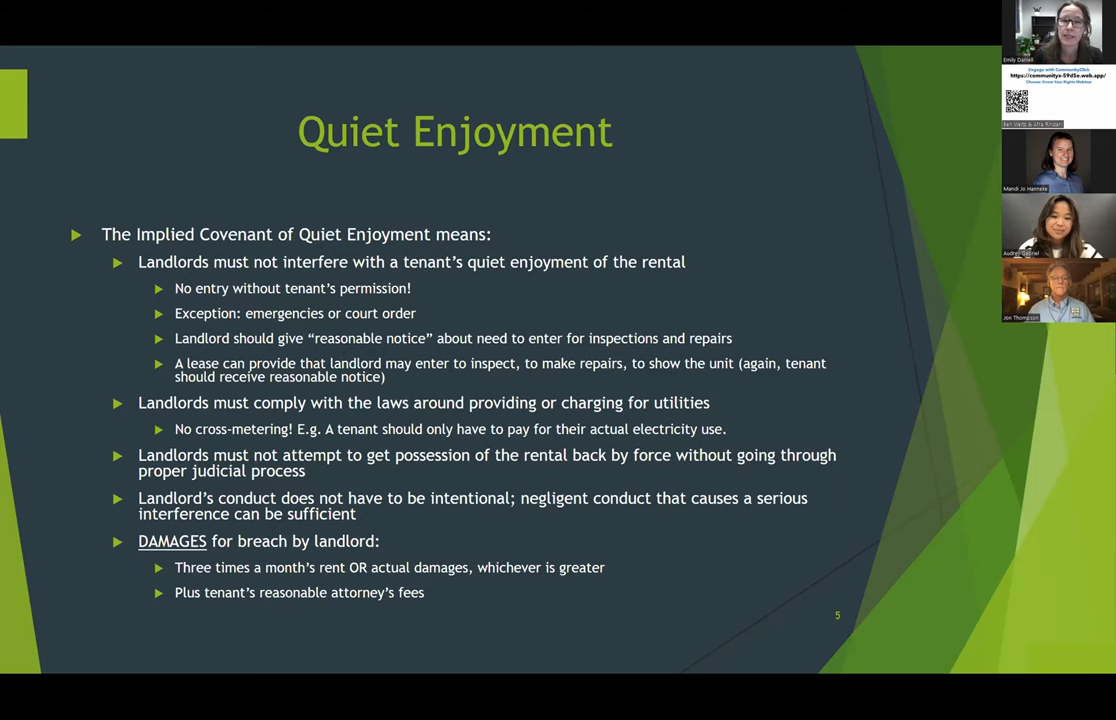 Quiet Enjoyment
The Implied Covenant of Quiet Enjoyment means:
Landlords must not interfere with a tenant's quiet enjoyment of the rental
No entry without tenant's permission!
Exception: emergencies or court order
Landlord should give “reasonable notice” about need to enter for inspections and repairs
A lease can provide that landlord may enter to inspect, to make repairs, to show the unit (again, tenant
should receive reasonable notice)
Landlords must comply with the laws around providing or charging for utilities
No cross-metering! E.g. A tenant should only have to pay for their actual electricity use.
Landlords must not attempt to get possession of the rental back by force without going through
proper judicial process
Landlord's conduct does not have to be intentional; negligent conduct that causes a serious
interference can be sufficient
DAMAGES for breach by landlord:
Three times a month's rent OR actual damages, whichever is greater
Plus tenant's reasonable attorney's fees
5
Emily Daniell
Engage with CommunityClick
https://communityx-59d5e.web.app/
Choose: Know Your Rights Webinar
Ben Weltz & Afra Rindani
Mandi Jo Hanneke
Audrey Gabriel
Jon Thompson